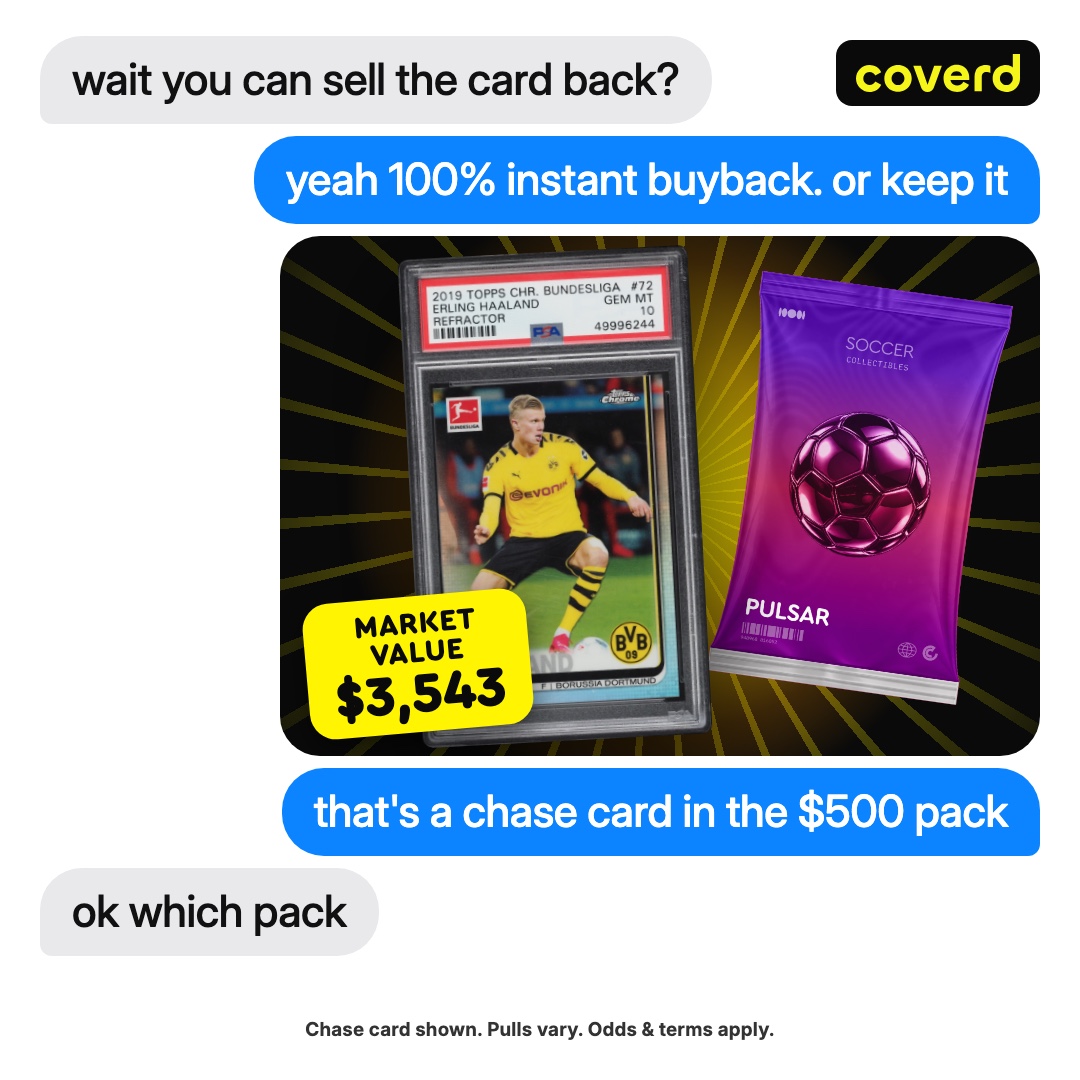 wait you can sell the card back?
coverd
yeah 100% instant buyback. or keep it
2019 TOPPS CHR. BUNDESLIGA #72
ERLING HAALAND GEM MT
REFRACTOR 10
49996244
PSA
BUNDESLIGA
Topps
Chrome
EVONIK
BVB
09
AND
F | BORUSSIA DORTMUND
MARKET
VALUE
$3,543
SOCCER
COLLECTIBLES
PULSAR
that's a chase card in the $500 pack
ok which pack
Chase card shown. Pulls vary. Odds & terms apply.